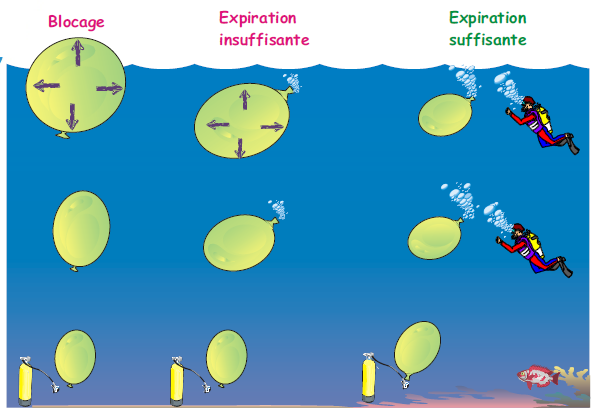 Blocage
Expiration
insuffisante
Expiration
suffisante